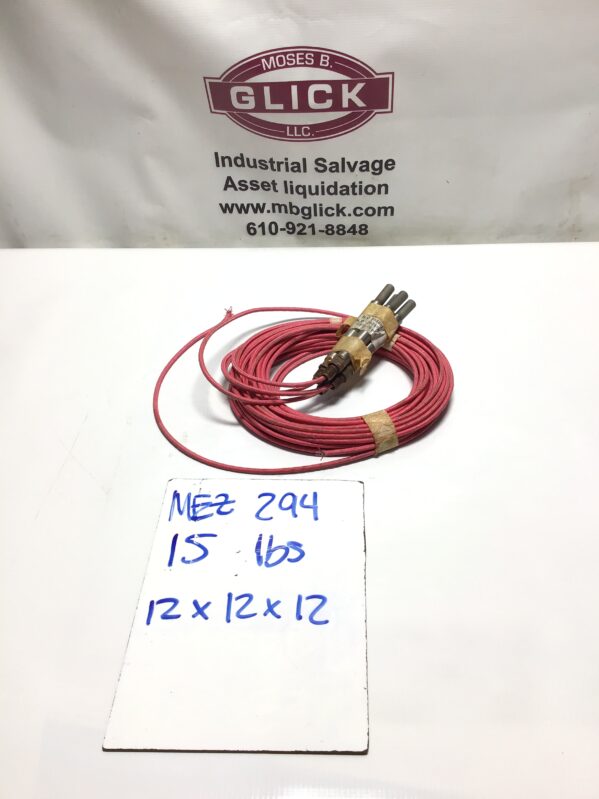 MOSES B.
GLICK
LLC.
Industrial Salvage
Asset liquidation
www.mbglick.com
610-921-8848
MEZ 294
15 lbs
12 x 12 x 12